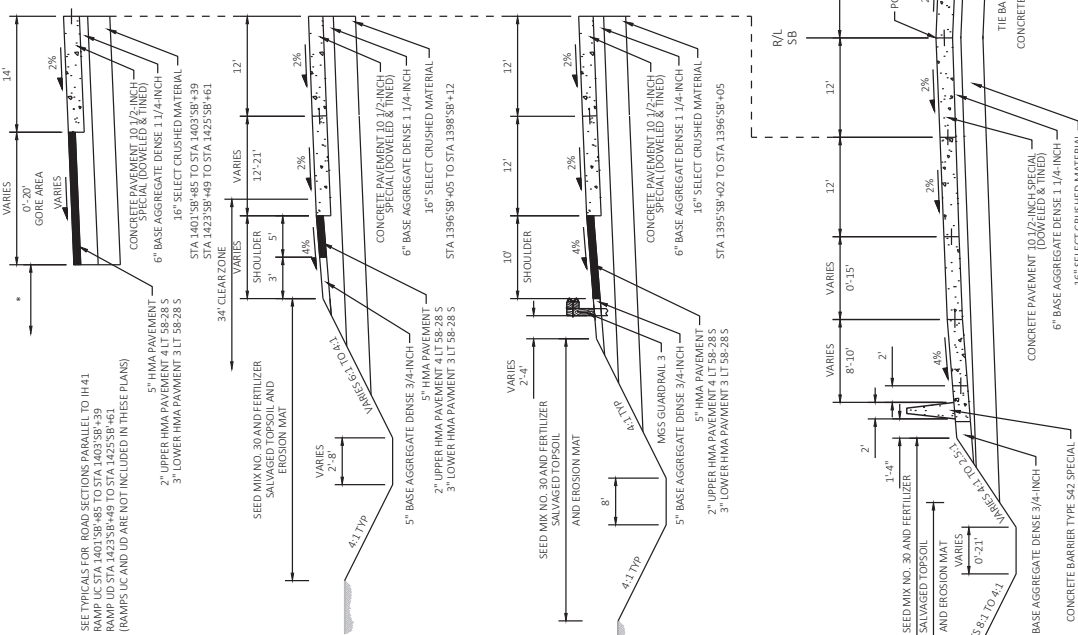 14'
VARIES
0'-20'
GORE AREA
VARIES
2%
*
CONCRETE PAVEMENT 10 1/2-INCH
SPECIAL (DOWELED & TINED)
6" BASE AGGREGATE DENSE 1 1/4-INCH
16" SELECT CRUSHED MATERIAL
STA 1401'SB'+85 TO STA 1403'SB'+39
STA 1423'SB'+49 TO STA 1425'SB'+61
5" HMA PAVEMENT
2" UPPER HMA PAVEMENT 4 LT 58-28 S
3" LOWER HMA PAVMENT 3 LT 58-28 S
SEE TYPICALS FOR ROAD SECTIONS PARALLEL TO IH 41
RAMP UC STA 1401'SB'+85 TO STA 1403'SB'+39
RAMP UD STA 1423'SB'+49 TO STA 1425'SB'+61
(RAMPS UC AND UD ARE NOT INCLUDED IN THESE PLANS)
12'
VARIES
12'-21'
34' CLEAR ZONE
VARIES
SHOULDER
5'
3'
2%
2%
4%
CONCRETE PAVEMENT 10 1/2-INCH
SPECIAL (DOWELED & TINED)
6" BASE AGGREGATE DENSE 1 1/4-INCH
16" SELECT CRUSHED MATERIAL
STA 1396'SB'+05 TO STA 1398'SB'+12
SEED MIX NO. 30 AND FERTILIZER
SALVAGED TOPSOIL AND
EROSION MAT
VARIES 6:1 TO 4:1
VARIES
2'-8'
4:1 TYP
5" BASE AGGREGATE DENSE 3/4-INCH
5" HMA PAVEMENT
2" UPPER HMA PAVEMENT 4 LT 58-28 S
3" LOWER HMA PAVMENT 3 LT 58-28 S
12'
12'
10'
SHOULDER
2%
2%
4%
CONCRETE PAVEMENT 10 1/2-INCH
SPECIAL (DOWELED & TINED)
6" BASE AGGREGATE DENSE 1 1/4-INCH
16" SELECT CRUSHED MATERIAL
STA 1395'SB'+02 TO STA 1396'SB'+05
VARIES
2'-4'
SEED MIX NO. 30 AND FERTILIZER
SALVAGED TOPSOIL
AND EROSION MAT
4:1 TYP
8'
4:1 TYP
MGS GUARDRAIL 3
5" BASE AGGREGATE DENSE 3/4-INCH
5" HMA PAVEMENT
2" UPPER HMA PAVEMENT 4 LT 58-28 S
3" LOWER HMA PAVMENT 3 LT 58-28 S
R/L
SB
TIE BA
CONCRETE
12'
12'
VARIES
0'-15'
VARIES
8'-10'
2%
2%
4%
2'
2'
1'-4"
CONCRETE PAVEMENT 10 1/2-INCH SPECIAL
(DOWELED & TINED)
6" BASE AGGREGATE DENSE 1 1/4-INCH
16" SELECT CRUSHED MATERIAL
SEED MIX NO. 30 AND FERTILIZER
SALVAGED TOPSOIL
AND EROSION MAT
VARIES 4:1 TO 2.5:1
VARIES
0'-21'
S 8:1 TO 4:1
BASE AGGREGATE DENSE 3/4-INCH
CONCRETE BARRIER TYPE S42 SPECIAL